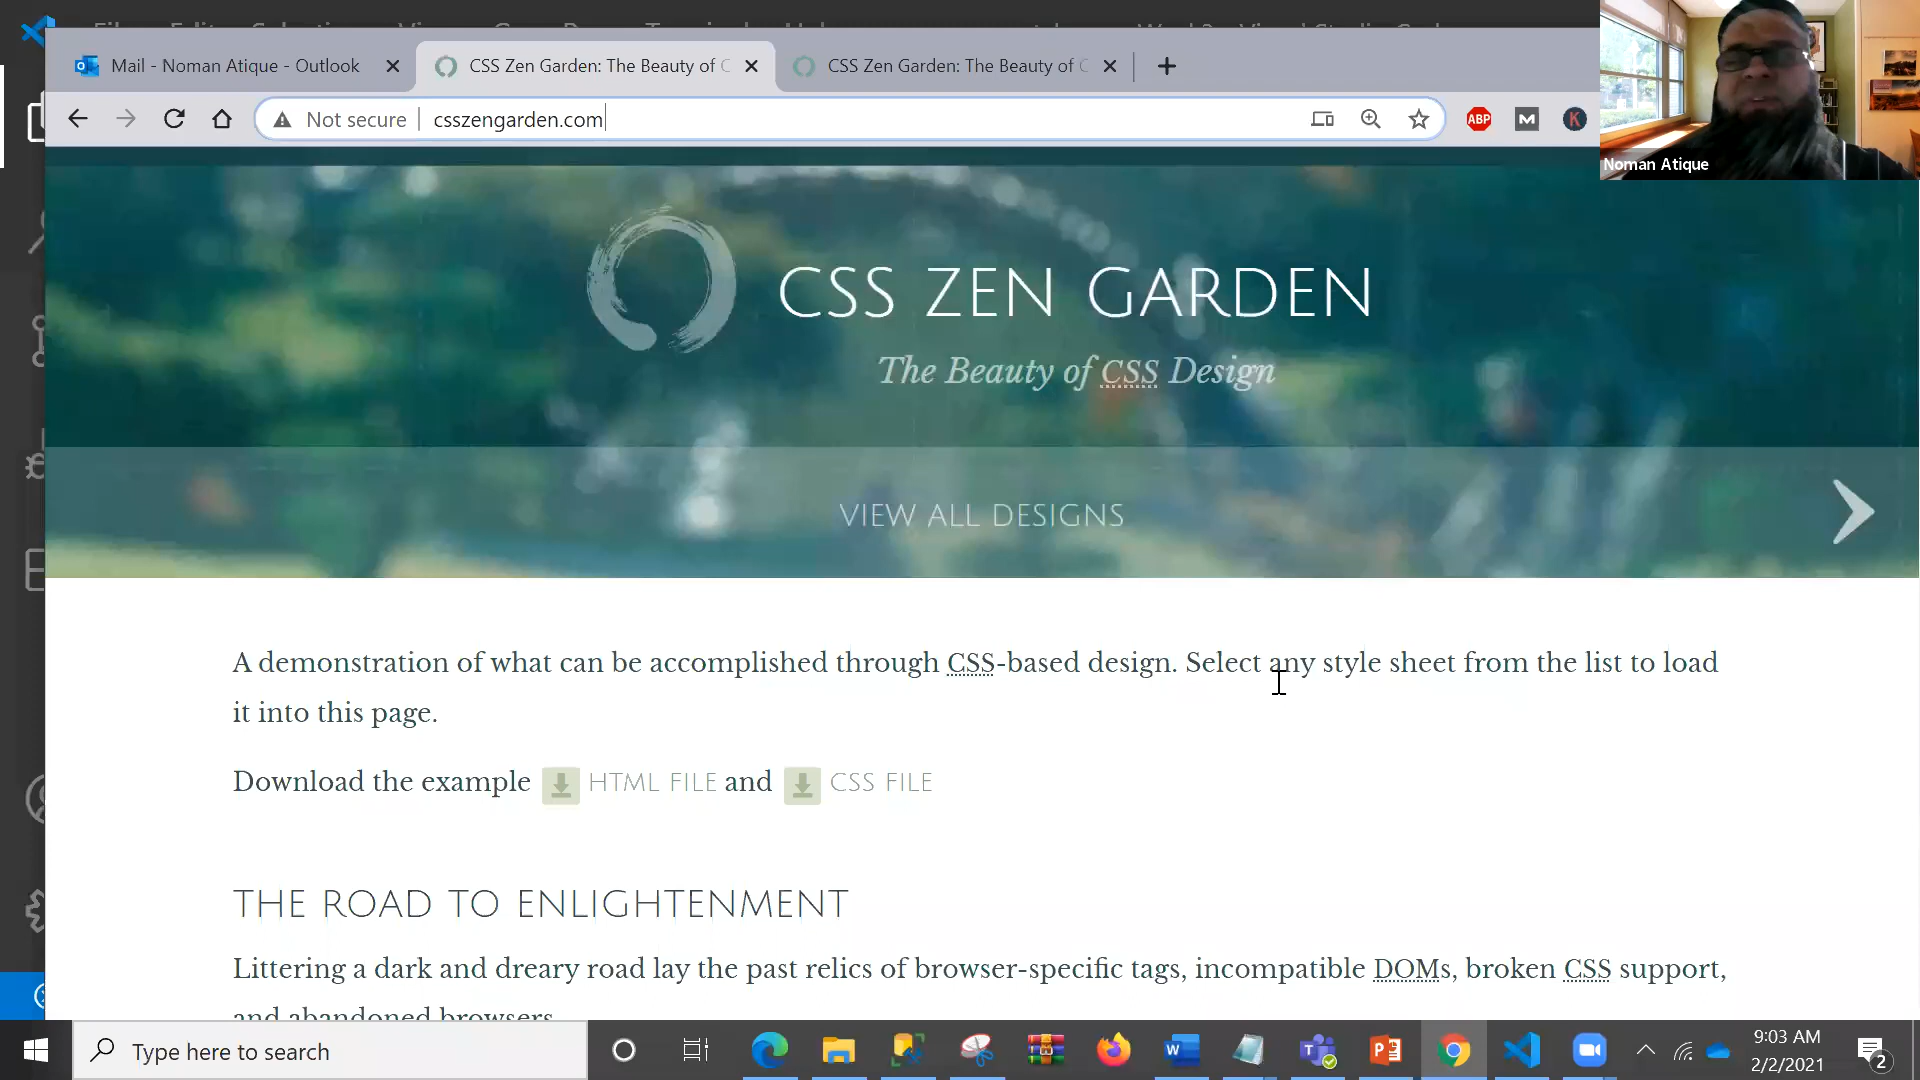 Mail - Noman Atique - Outlook
CSS Zen Garden: The Beauty of C
CSS Zen Garden: The Beauty of C
Not secure
csszengarden.com
ABP
M
K
Noman Atique
CSS ZEN GARDEN
The Beauty of CSS Design
VIEW ALL DESIGNS
A demonstration of what can be accomplished through CSS-based design. Select any style sheet from the list to load
it into this page.
Download the example HTML FILE and CSS FILE
THE ROAD TO ENLIGHTENMENT
Littering a dark and dreary road lay the past relics of browser-specific tags, incompatible DOMs, broken CSS support,
and abandoned browsers.
Type here to search
9:03 AM
2/2/2021
2